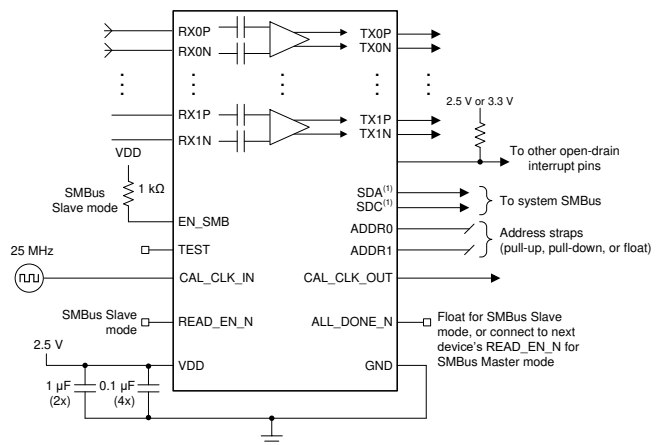 RX0P
RX0N
RX1P
RX1N
TX0P
TX0N
TX1P
TX1N
2.5 V or 3.3 V
To other open-drain
interrupt pins
VDD
1 kΩ
SMBus
Slave mode
EN_SMB
SDA(1)
SDC(1)
To system SMBus
ADDR0
ADDR1
Address straps
(pull-up, pull-down, or float)
TEST
25 MHz
CAL_CLK_IN
CAL_CLK_OUT
SMBus Slave
mode
READ_EN_N
ALL_DONE_N
Float for SMBus Slave
mode, or connect to next
device's READ_EN_N for
SMBus Master mode
2.5 V
VDD
GND
1 μF
(2x)
0.1 μF
(4x)